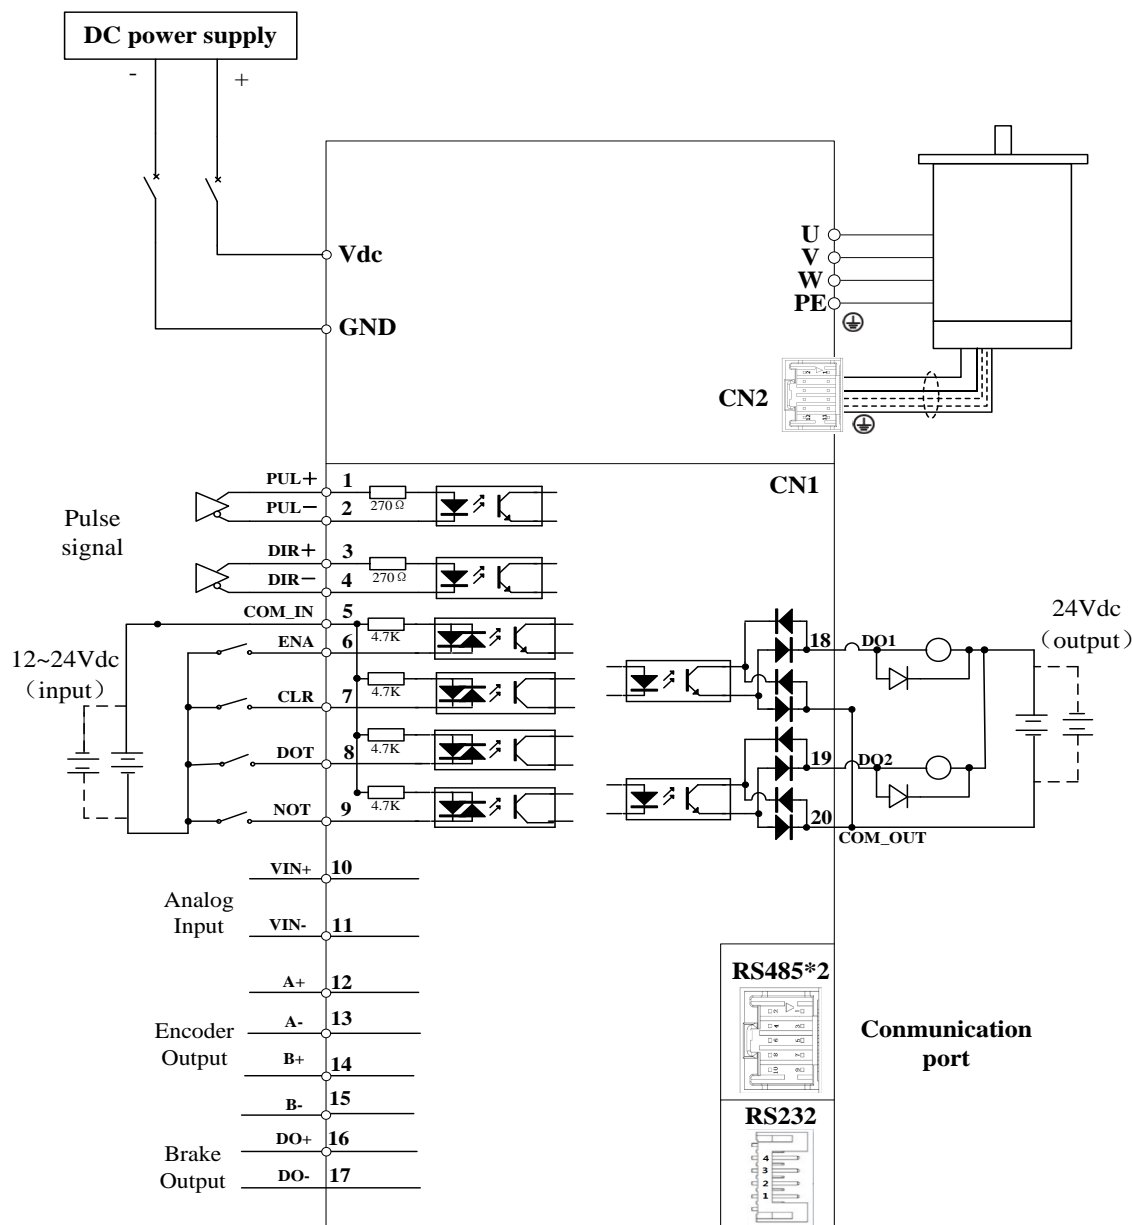 DC power supply
-
+
Vdc
GND
U
V
W
PE
CN2
CN1
PUL+
1
270Ω
PUL−
2
Pulse
signal
DIR+
3
270Ω
DIR−
4
COM_IN
5
4.7K
ENA
6
12~24Vdc
（input）
4.7K
CLR
7
4.7K
DOT
8
4.7K
NOT
9
18
DO1
24Vdc
（output）
19
DO2
20
COM_OUT
VIN+
10
Analog
Input
VIN-
11
A+
12
A-
13
Encoder
Output
B+
14
B-
15
DO+
16
Brake
Output
DO-
17
RS485*2
Conmunication
port
RS232
4
3
2
1